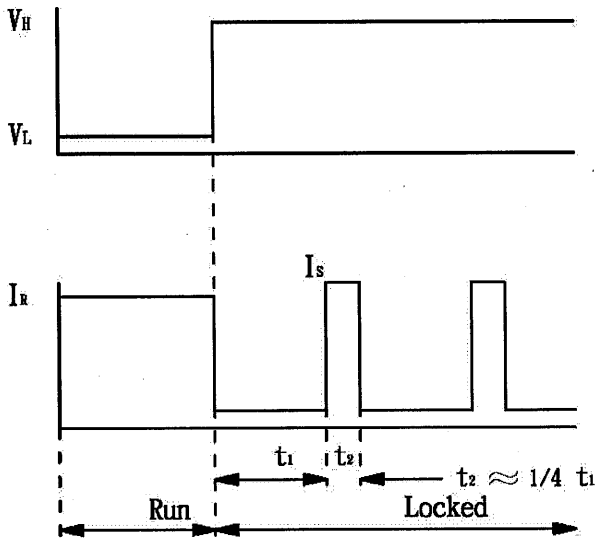 VH
VL
IS
IR
t1
t2
t2 ≈ 1/4 t1
Run
Locked